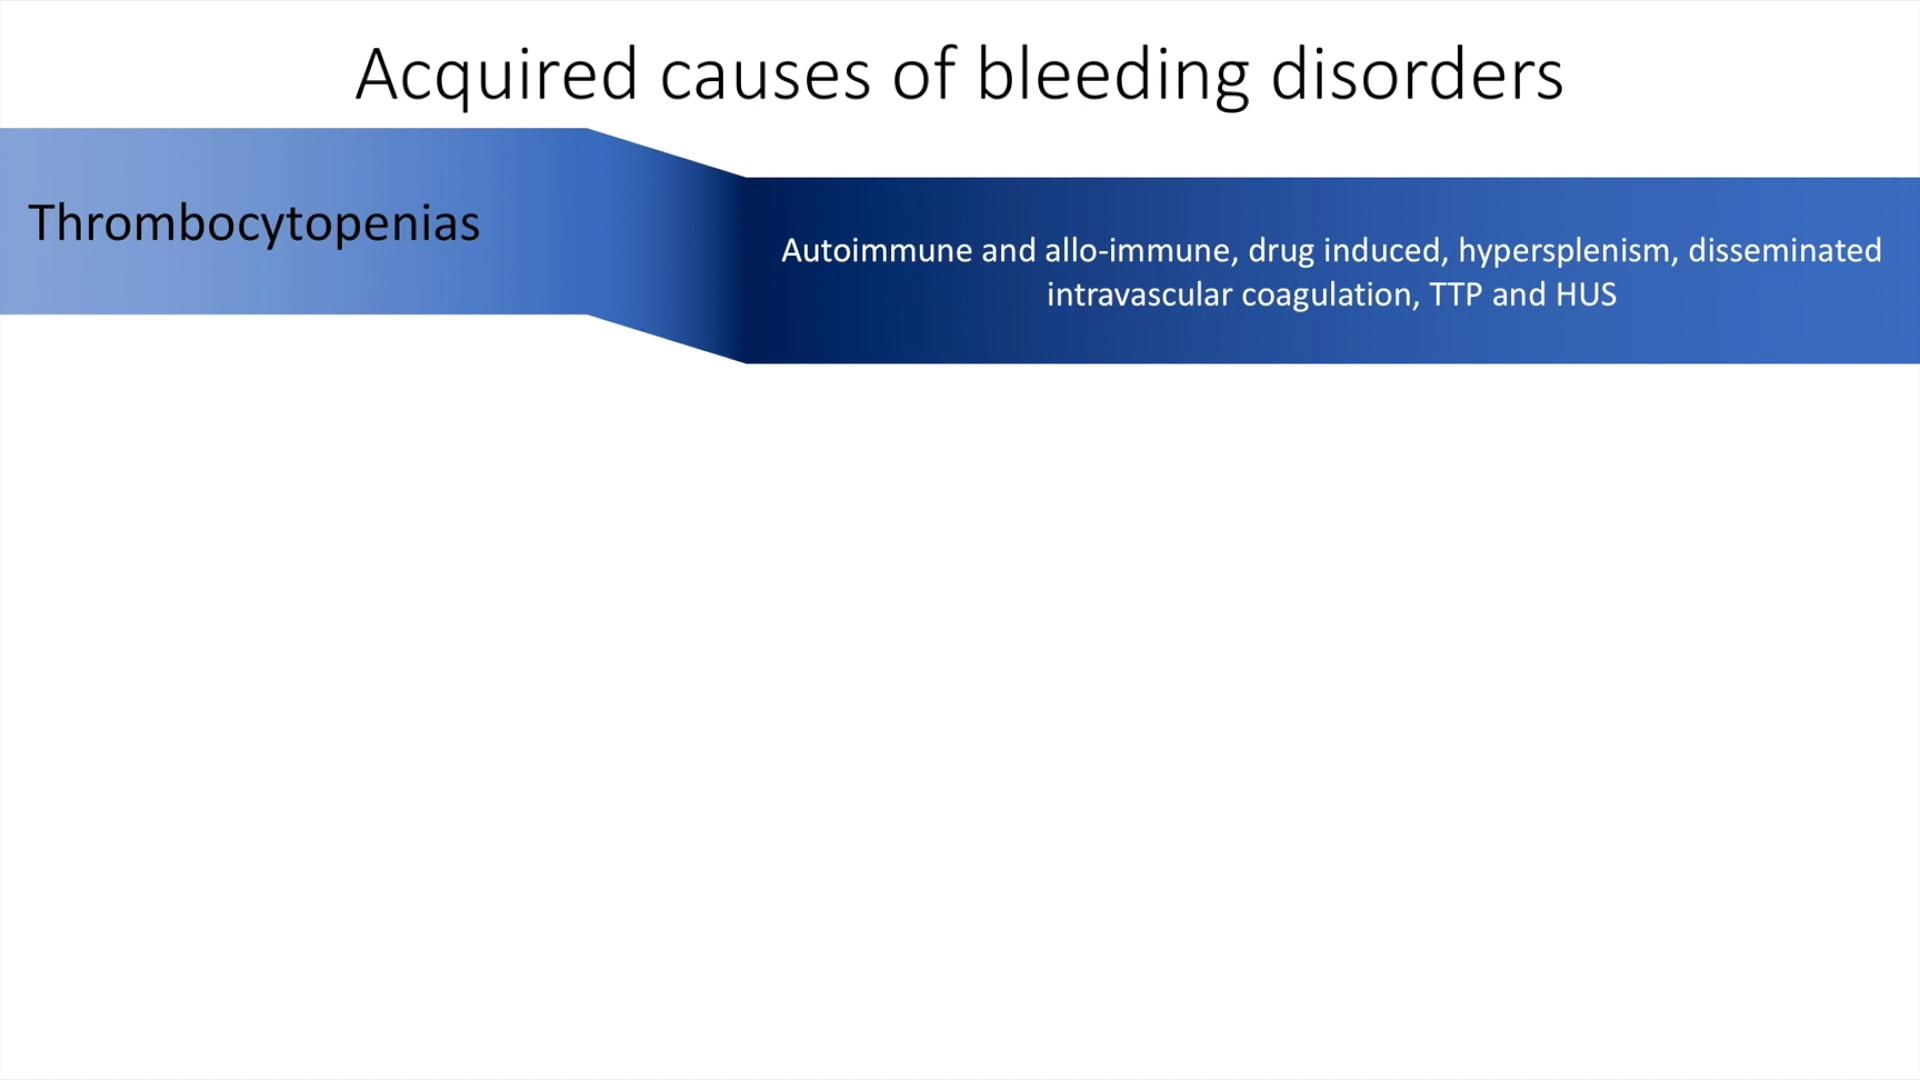 Acquired causes of bleeding disorders
Thrombocytopenias
Autoimmune and allo-immune, drug induced, hypersplenism, disseminated
intravascular coagulation, TTP and HUS